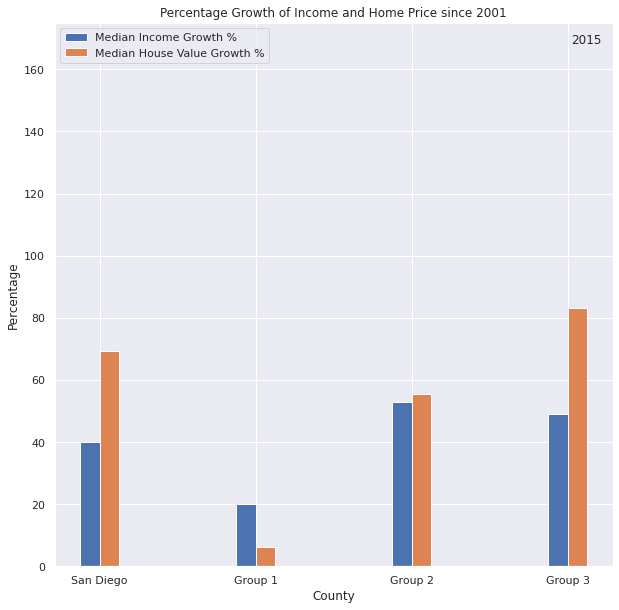 Percentage Growth of Income and Home Price since 2001
Median Income Growth %
Median House Value Growth %
2015
160
140
120
100
80
60
40
20
0
Percentage
San Diego Group 1 Group 2 Group 3
County